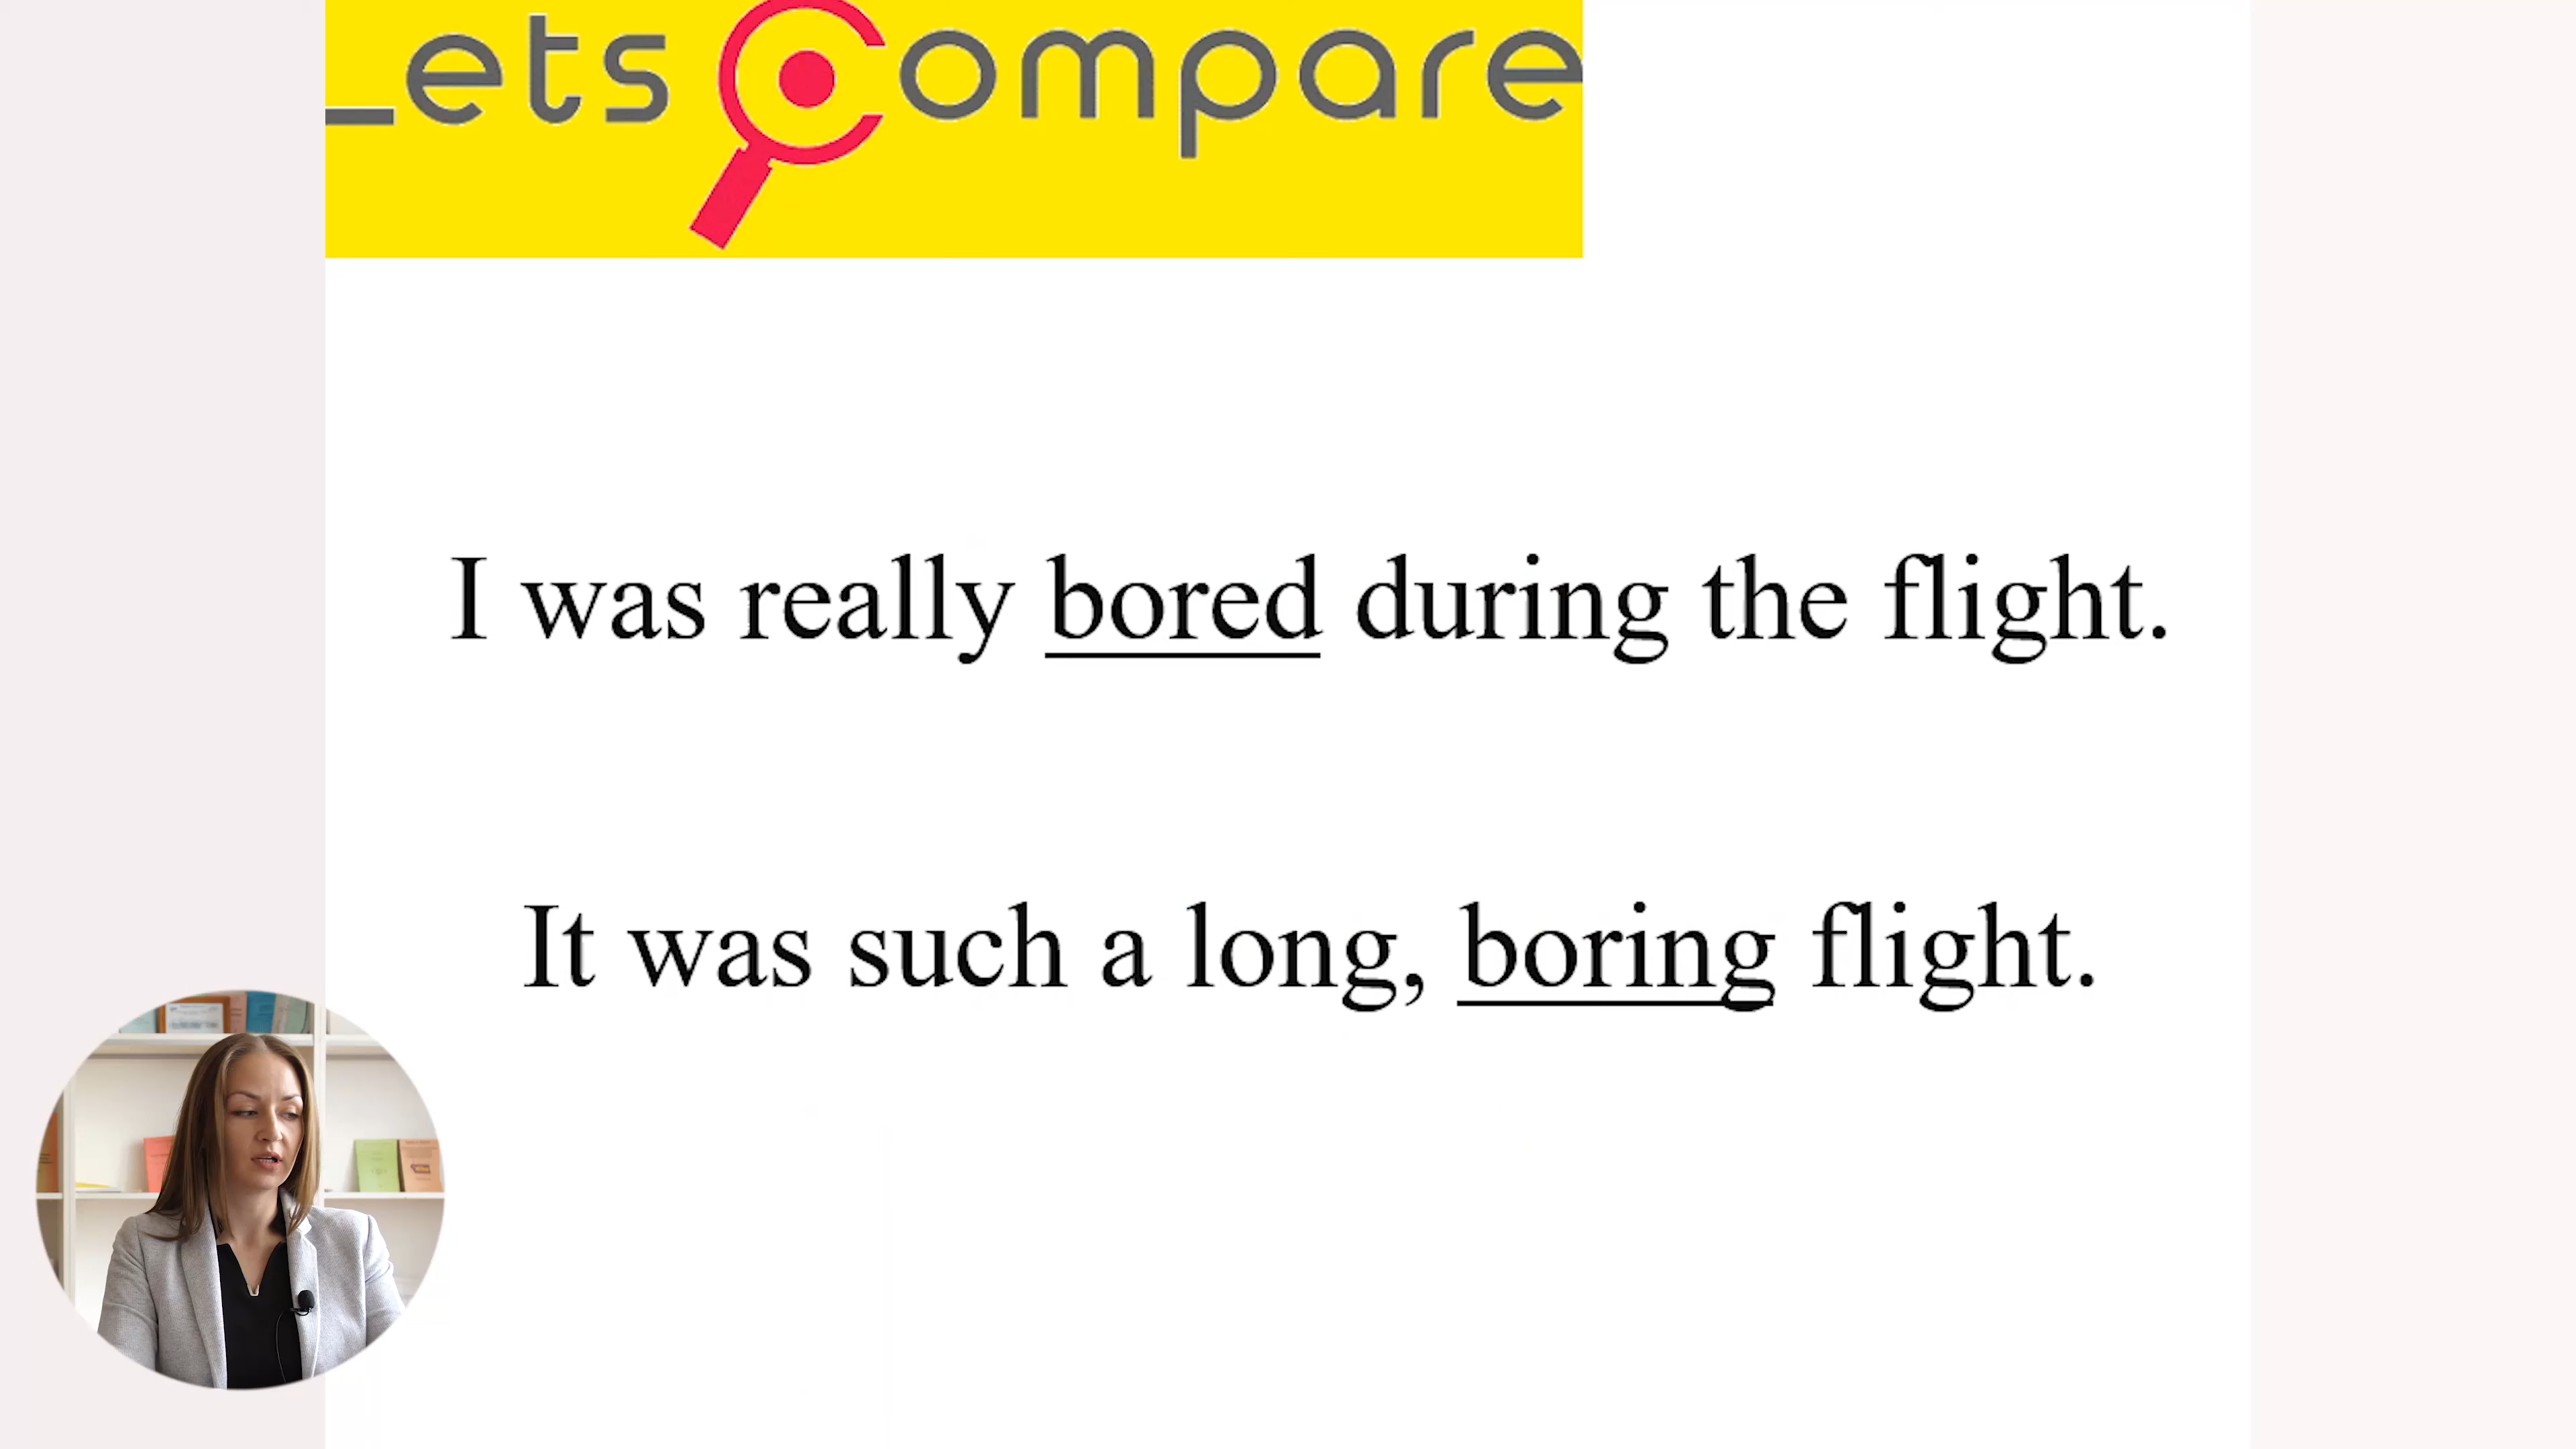 Lets Compare
I was really bored during the flight.
It was such a long, boring flight.